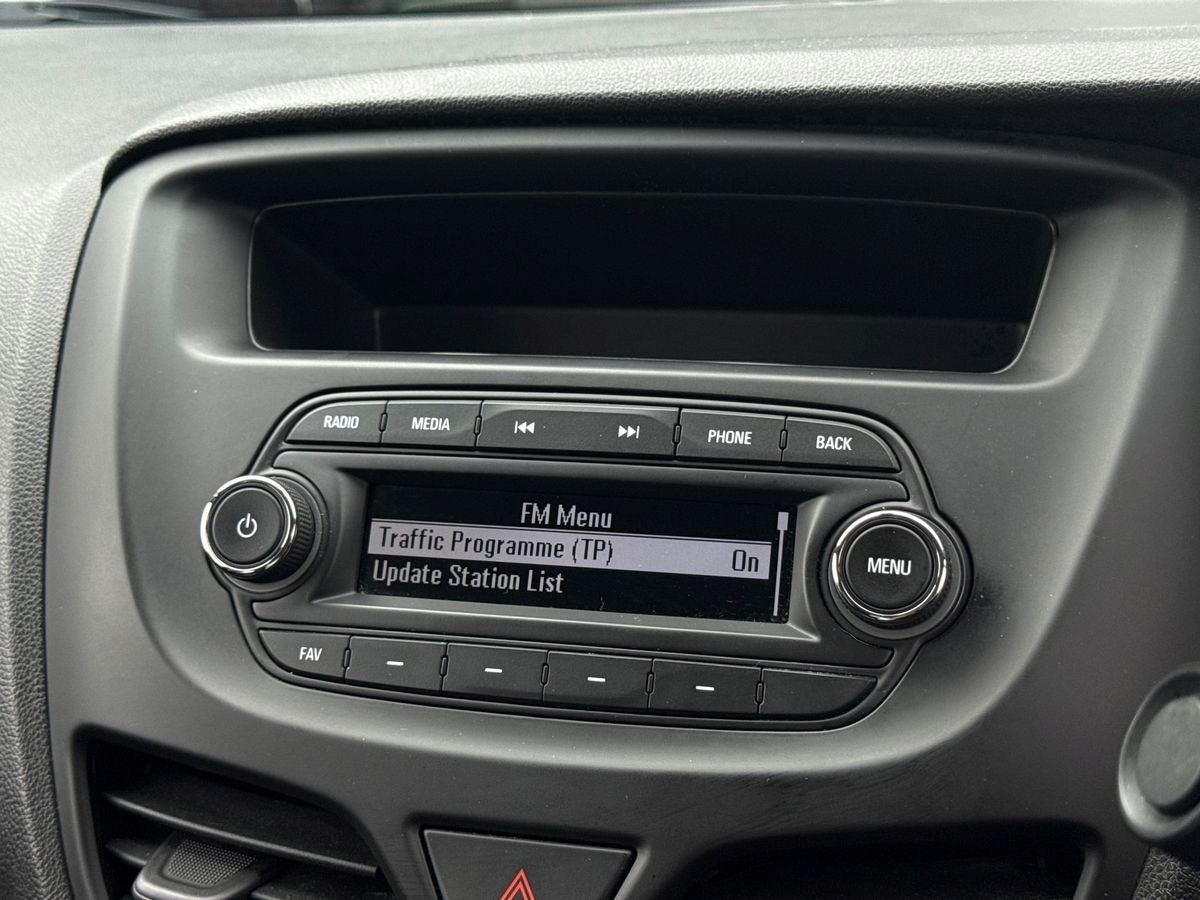 RADIO
MEDIA
PHONE
BACK
FM Menu
Traffic Programme (TP) On
Update Station List
MENU
FAV